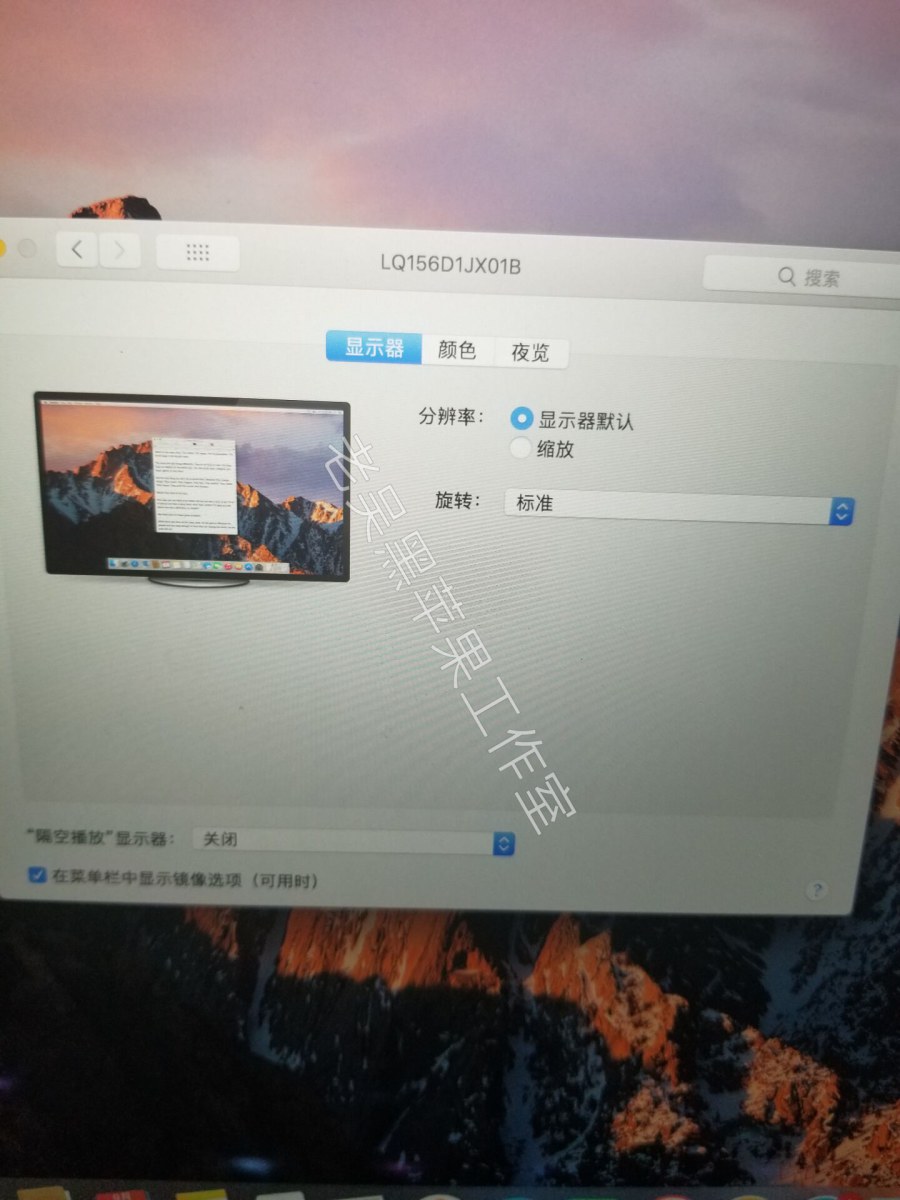 LQ156D1JX01B
搜索
显示器 颜色 夜览
分辨率: 显示器默认
缩放
旋转: 标准
老吴黑苹果工作室
“隔空播放”显示器: 关闭
在菜单栏中显示镜像选项（可用时）
?